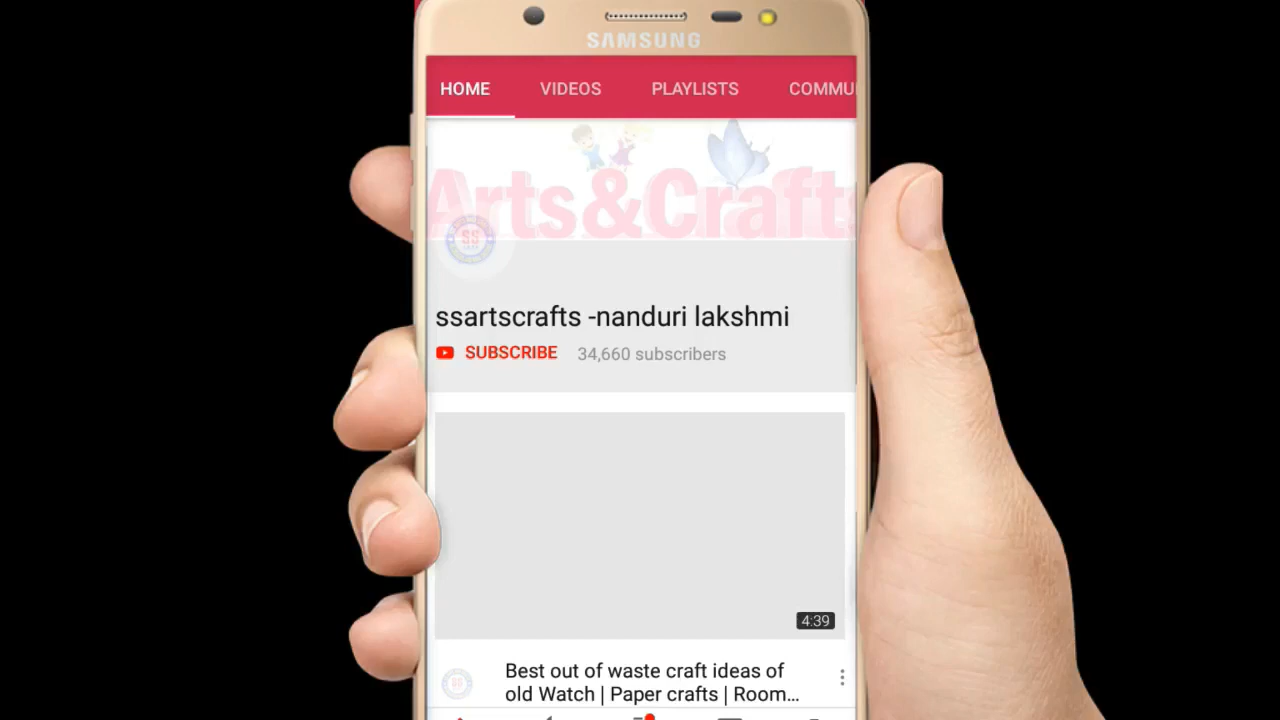 SAMSUNG
HOME VIDEOS PLAYLISTS COMMU
Arts&Crafts
SS
ssartscrafts -nanduri lakshmi
SUBSCRIBE 34,660 subscribers
4:39
Best out of waste craft ideas of
old Watch | Paper crafts | Room...